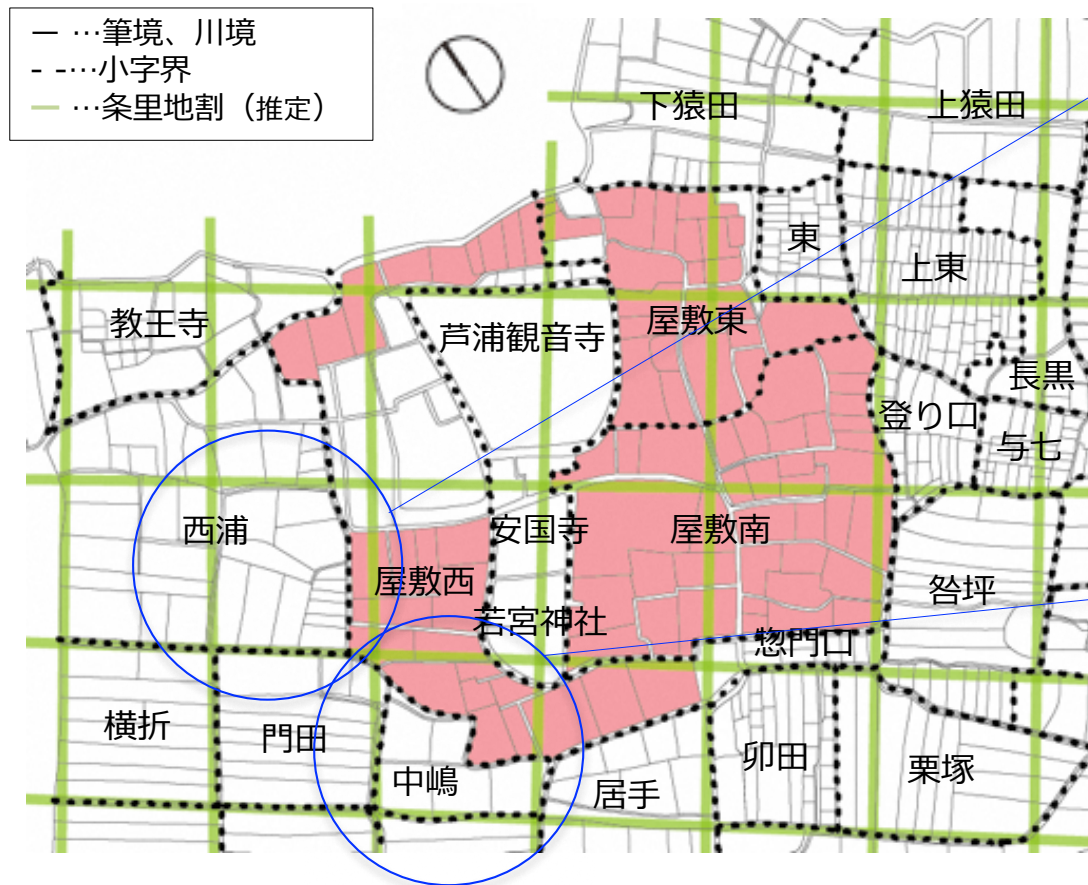 ― …筆境、川境
- -…小字界
― …条里地割（推定）
下猿田
上猿田
東
上東
教王寺
芦浦観音寺
屋敷東
長黒
登り口
与七
西浦
安国寺
屋敷南
屋敷西
咎坪
若宮神社
惣門口
横折
門田
中嶋
居手
卯田
栗塚